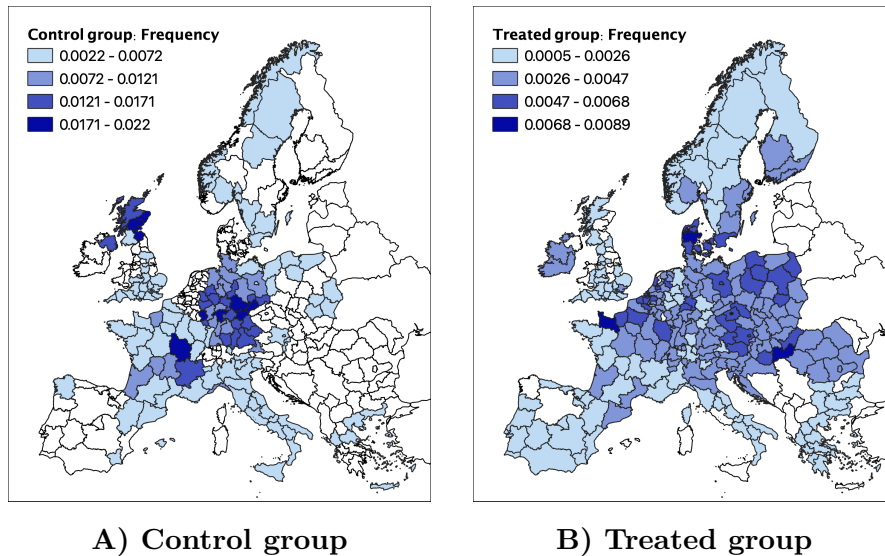 Control group: Frequency
0.0022 - 0.0072
0.0072 - 0.0121
0.0121 - 0.0171
0.0171 - 0.022
Treated group: Frequency
0.0005 - 0.0026
0.0026 - 0.0047
0.0047 - 0.0068
0.0068 - 0.0089
A) Control group
B) Treated group